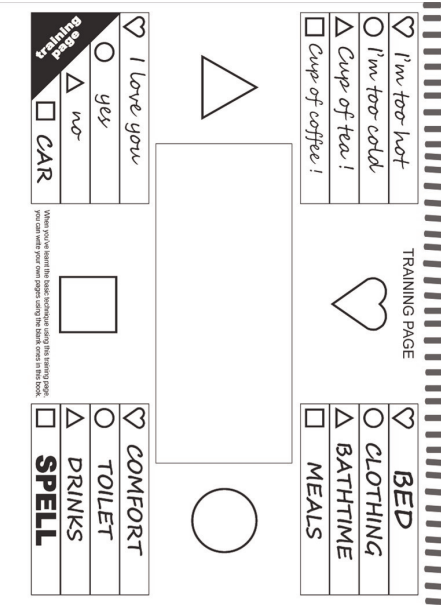 I'm too hot
I'm too cold
Cup of tea !
Cup of coffee !
TRAINING PAGE
BED
CLOTHING
BATHTIME
MEALS
I love you
yes
no
CAR
training
page
When you've learnt the basic technique using this training page,
you can write your own pages using the blank ones in this book.
COMFORT
TOILET
DRINKS
SPELL